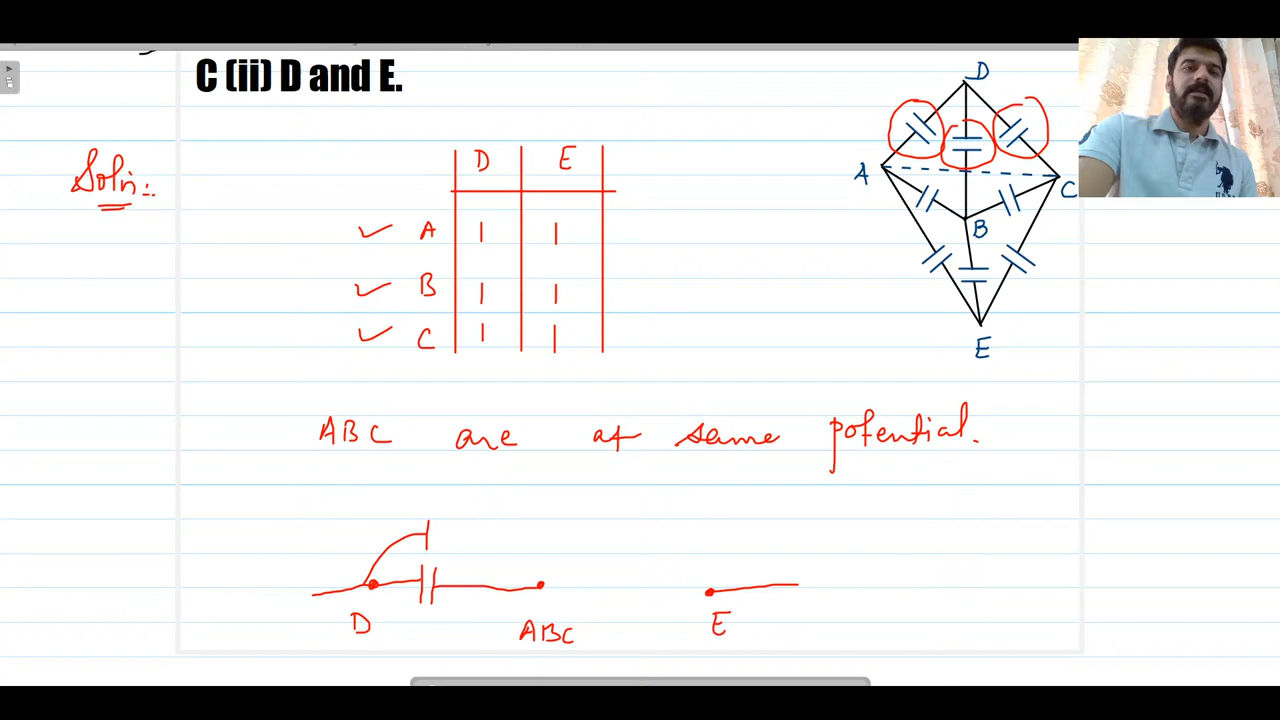 C (ii) D and E.
Soln:-
D E
A 1 1
B 1 1
C 1 1
D
A
C
B
E
ABC are at same potential.
D
ABC
E